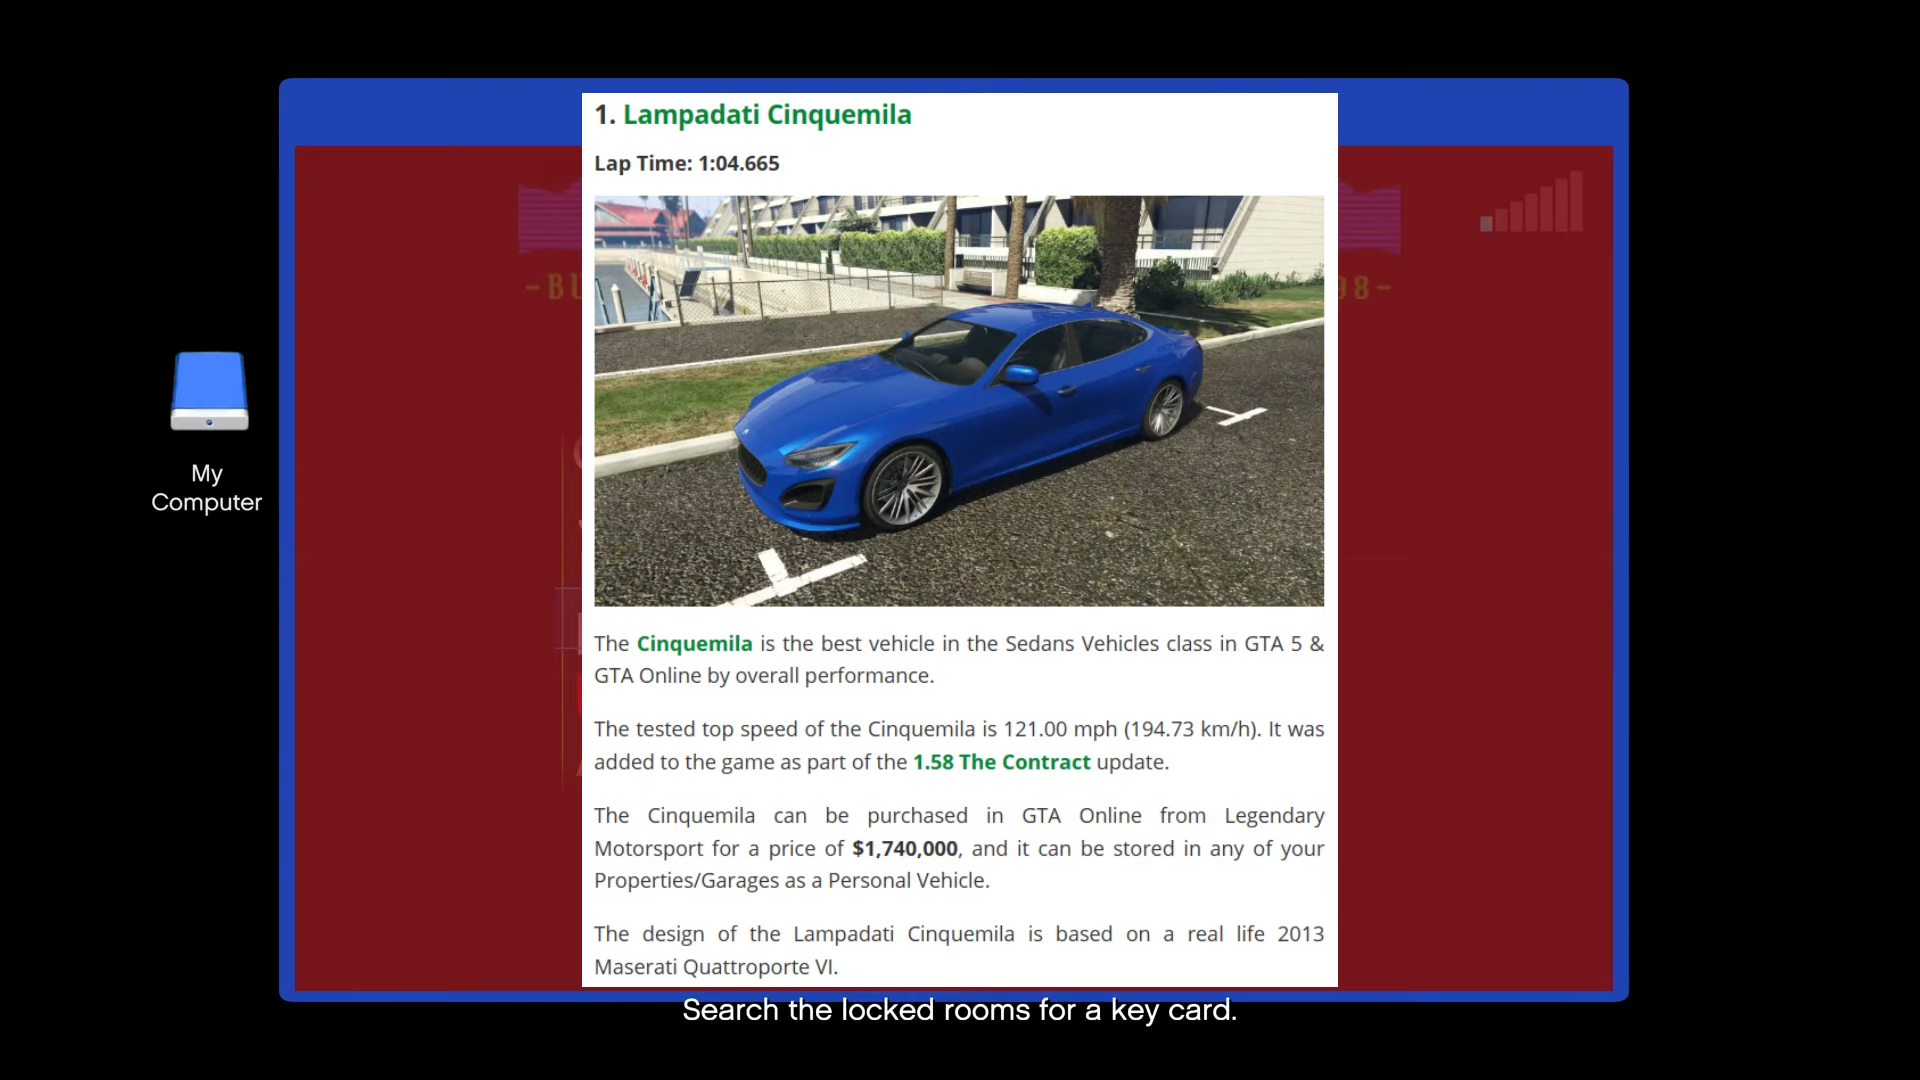 1. Lampadati Cinquemila
Lap Time: 1:04.665
-BU
98-
My
Computer
The Cinquemila is the best vehicle in the Sedans Vehicles class in GTA 5 &
GTA Online by overall performance.
The tested top speed of the Cinquemila is 121.00 mph (194.73 km/h). It was
added to the game as part of the 1.58 The Contract update.
The Cinquemila can be purchased in GTA Online from Legendary
Motorsport for a price of $1,740,000, and it can be stored in any of your
Properties/Garages as a Personal Vehicle.
The design of the Lampadati Cinquemila is based on a real life 2013
Maserati Quattroporte VI.
Search the locked rooms for a key card.